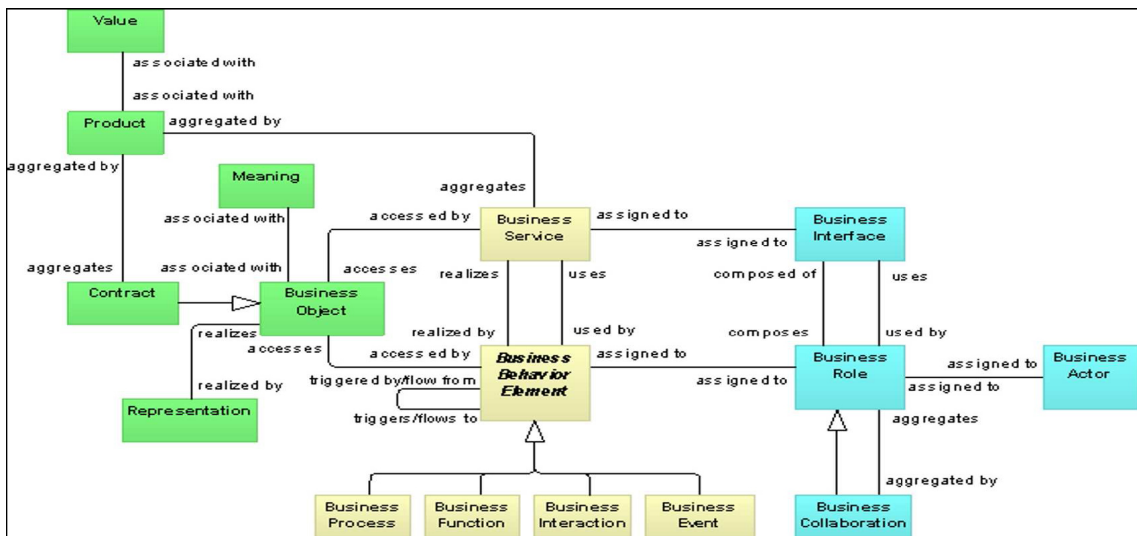 Value
associated with
associated with
Product
aggregated by
aggregated by
Meaning
associated with
aggregates
accessed by
Business
Service
assigned to
assigned to
Business
Interface
aggregates
associated with
accesses
realizes
uses
composed of
uses
Contract
Business
Object
realizes
accesses
realized by
used by
composes
used by
accessed by
Business
Behavior
Element
assigned to
assigned to
Business
Role
assigned to
assigned to
Business
Actor
triggered by/flow from
triggers/flows to
realized by
Representation
aggregates
aggregated by
Business
Process
Business
Function
Business
Interaction
Business
Event
Business
Collaboration